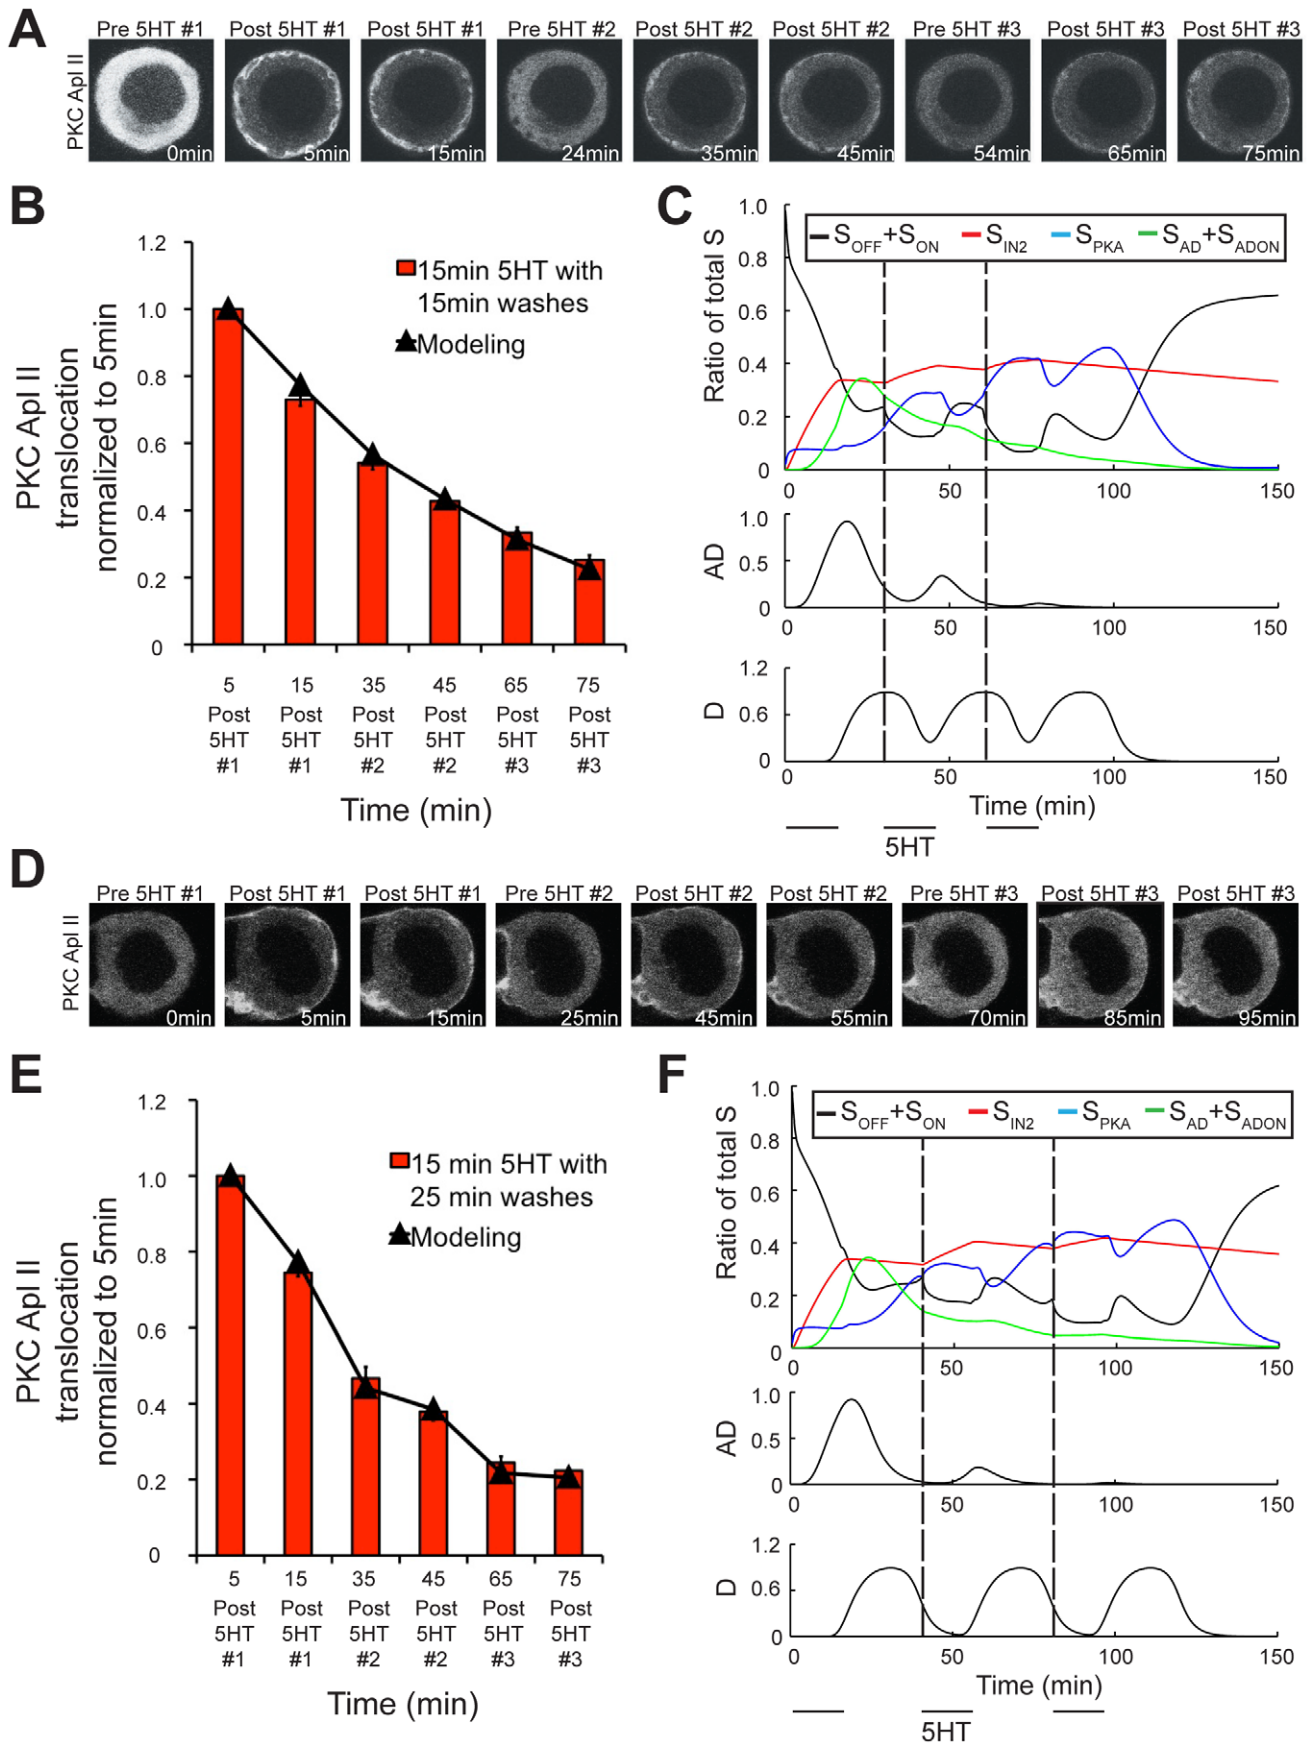 A
Pre 5HT #1 Post 5HT #1 Post 5HT #1 Pre 5HT #2 Post 5HT #2 Post 5HT #2 Pre 5HT #3 Post 5HT #3 Post 5HT #3
PKC Apl II
0min 5min 15min 24min 35min 45min 54min 65min 75min
B
PKC Apl II
translocation
normalized to 5min
1.2
1.0
0.8
0.6
0.4
0.2
0
15min 5HT with
15min washes
Modeling
5 15 35 45 65 75
Post Post Post Post Post Post
5HT 5HT 5HT 5HT 5HT 5HT
#1 #1 #2 #2 #3 #3
Time (min)
C
Ratio of total S
1.0
0.8
0.6
0.4
0.2
0
SOFF+SON SIN2 SPKA SAD+SADON
0 50 100 150
AD
1.0
0.5
0
0 50 100 150
D
1.2
0.6
0
0 50 100 150
Time (min)
5HT
D
Pre 5HT #1 Post 5HT #1 Post 5HT #1 Pre 5HT #2 Post 5HT #2 Post 5HT #2 Pre 5HT #3 Post 5HT #3 Post 5HT #3
PKC Apl II
0min 5min 15min 25min 45min 55min 70min 85min 95min
E
PKC Apl II
translocation
normalized to 5min
1.2
1.0
0.8
0.6
0.4
0.2
0
15 min 5HT with
25 min washes
Modeling
5 15 35 45 65 75
Post Post Post Post Post Post
5HT 5HT 5HT 5HT 5HT 5HT
#1 #1 #2 #2 #3 #3
Time (min)
F
Ratio of total S
1.0
0.8
0.6
0.4
0.2
0
SOFF+SON SIN2 SPKA SAD+SADON
0 50 100 150
AD
1.0
0.5
0
0 50 100 150
D
1.2
0.6
0
0 50 100 150
Time (min)
5HT